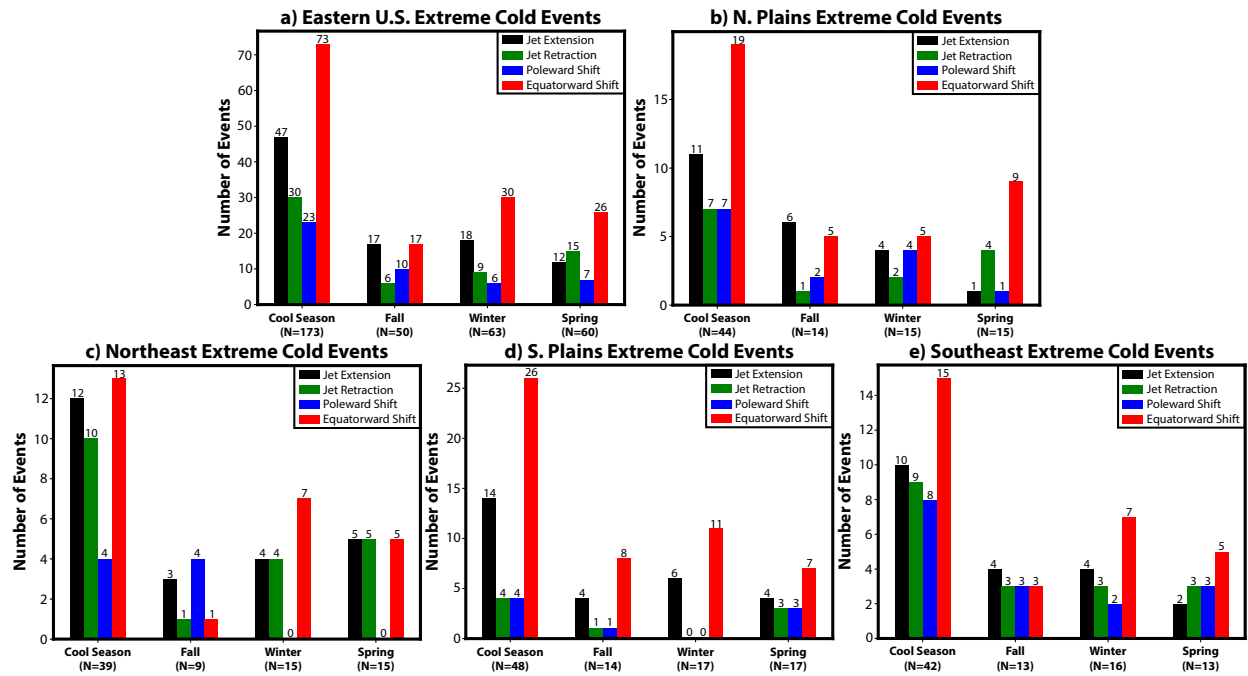 a) Eastern U.S. Extreme Cold Events
Number of Events
70
60
50
40
30
20
10
0
Jet Extension
Jet Retraction
Poleward Shift
Equatorward Shift
47
30
23
73
17
6
10
17
18
9
6
30
12
15
7
26
Cool Season
(N=173)
Fall
(N=50)
Winter
(N=63)
Spring
(N=60)
b) N. Plains Extreme Cold Events
Number of Events
15
10
5
0
Jet Extension
Jet Retraction
Poleward Shift
Equatorward Shift
11
7
7
19
6
1
2
5
4
2
4
5
1
4
1
9
Cool Season
(N=44)
Fall
(N=14)
Winter
(N=15)
Spring
(N=15)
c) Northeast Extreme Cold Events
Number of Events
12
10
8
6
4
2
0
Jet Extension
Jet Retraction
Poleward Shift
Equatorward Shift
12
10
4
13
3
1
4
1
4
4
0
7
5
5
0
5
Cool Season
(N=39)
Fall
(N=9)
Winter
(N=15)
Spring
(N=15)
d) S. Plains Extreme Cold Events
Number of Events
25
20
15
10
5
0
Jet Extension
Jet Retraction
Poleward Shift
Equatorward Shift
14
4
4
26
4
1
1
8
6
0
0
11
4
3
3
7
Cool Season
(N=48)
Fall
(N=14)
Winter
(N=17)
Spring
(N=17)
e) Southeast Extreme Cold Events
Number of Events
14
12
10
8
6
4
2
0
Jet Extension
Jet Retraction
Poleward Shift
Equatorward Shift
10
9
8
15
4
3
3
3
4
3
2
7
2
3
3
5
Cool Season
(N=42)
Fall
(N=13)
Winter
(N=16)
Spring
(N=13)